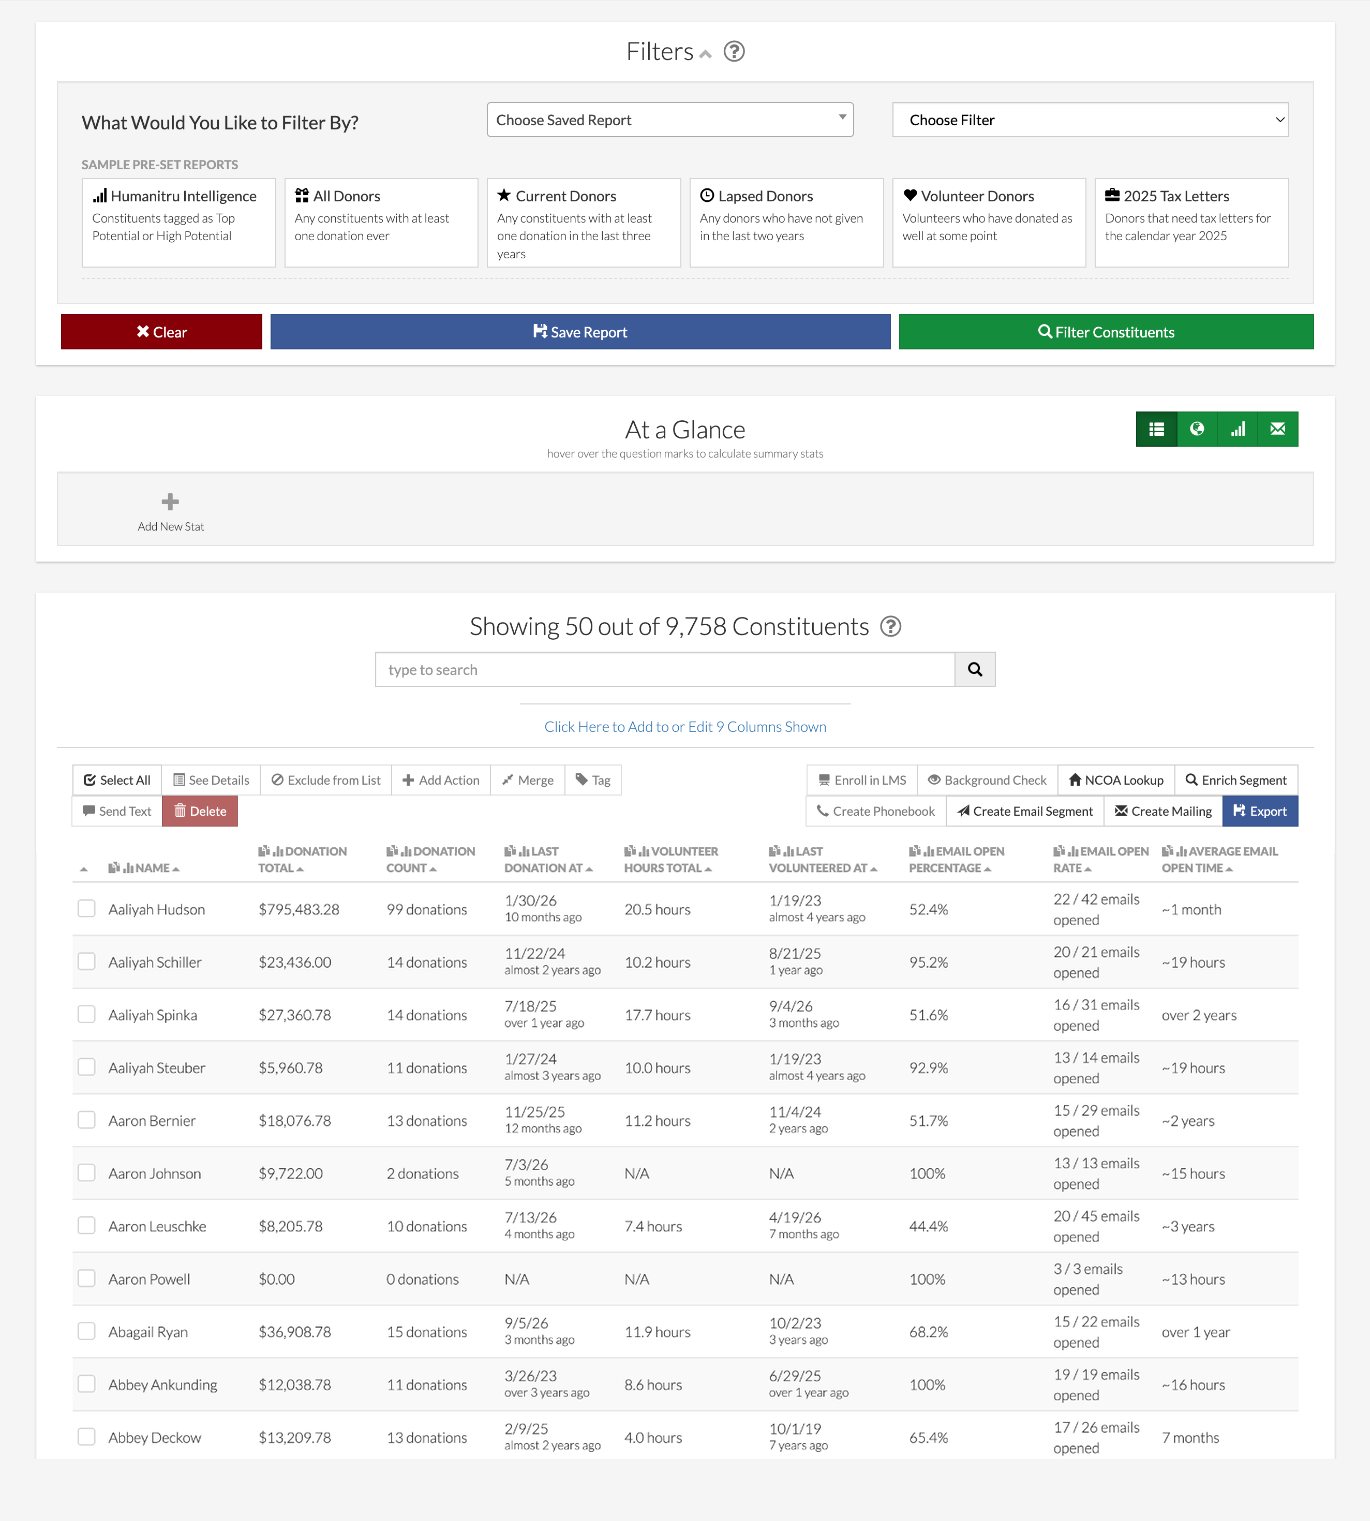 Filters
What Would You Like to Filter By?
Choose Saved Report
Choose Filter
SAMPLE PRE-SET REPORTS
Humanitru Intelligence
Constituents tagged as Top
Potential or High Potential
All Donors
Any constituents with at least
one donation ever
Current Donors
Any constituents with at least
one donation in the last three
years
Lapsed Donors
Any donors who have not given
in the last two years
Volunteer Donors
Volunteers who have donated as
well at some point
2025 Tax Letters
Donors that need tax letters for
the calendar year 2025
Clear
Save Report
Filter Constituents
At a Glance
hover over the question marks to calculate summary stats
Add New Stat
Showing 50 out of 9,758 Constituents
type to search
Click Here to Add to or Edit 9 Columns Shown
Select All See Details Exclude from List Add Action Merge Tag
Send Text Delete
Enroll in LMS Background Check NCOA Lookup Enrich Segment
Create Phonebook Create Email Segment Create Mailing Export
NAME
DONATION
TOTAL
DONATION
COUNT
LAST
DONATION AT
VOLUNTEER
HOURS TOTAL
LAST
VOLUNTEERED AT
EMAIL OPEN
PERCENTAGE
EMAIL OPEN
RATE
AVERAGE EMAIL
OPEN TIME
Aaliyah Hudson
$795,483.28
99 donations
1/30/26
10 months ago
20.5 hours
1/19/23
almost 4 years ago
52.4%
22 / 42 emails
opened
~1 month
Aaliyah Schiller
$23,436.00
14 donations
11/22/24
almost 2 years ago
10.2 hours
8/21/25
1 year ago
95.2%
20 / 21 emails
opened
~19 hours
Aaliyah Spinka
$27,360.78
14 donations
7/18/25
over 1 year ago
17.7 hours
9/4/26
3 months ago
51.6%
16 / 31 emails
opened
over 2 years
Aaliyah Steuber
$5,960.78
11 donations
1/27/24
almost 3 years ago
10.0 hours
1/19/23
almost 4 years ago
92.9%
13 / 14 emails
opened
~19 hours
Aaron Bernier
$18,076.78
13 donations
11/25/25
12 months ago
11.2 hours
11/4/24
2 years ago
51.7%
15 / 29 emails
opened
~2 years
Aaron Johnson
$9,722.00
2 donations
7/3/26
5 months ago
N/A
N/A
100%
13 / 13 emails
opened
~15 hours
Aaron Leuschke
$8,205.78
10 donations
7/13/26
4 months ago
7.4 hours
4/19/26
7 months ago
44.4%
20 / 45 emails
opened
~3 years
Aaron Powell
$0.00
0 donations
N/A
N/A
N/A
100%
3 / 3 emails
opened
~13 hours
Abagail Ryan
$36,908.78
15 donations
9/5/26
3 months ago
11.9 hours
10/2/23
3 years ago
68.2%
15 / 22 emails
opened
over 1 year
Abbey Ankunding
$12,038.78
11 donations
3/26/23
over 3 years ago
8.6 hours
6/29/25
over 1 year ago
100%
19 / 19 emails
opened
~16 hours
Abbey Deckow
$13,209.78
13 donations
2/9/25
almost 2 years ago
4.0 hours
10/1/19
7 years ago
65.4%
17 / 26 emails
opened
7 months